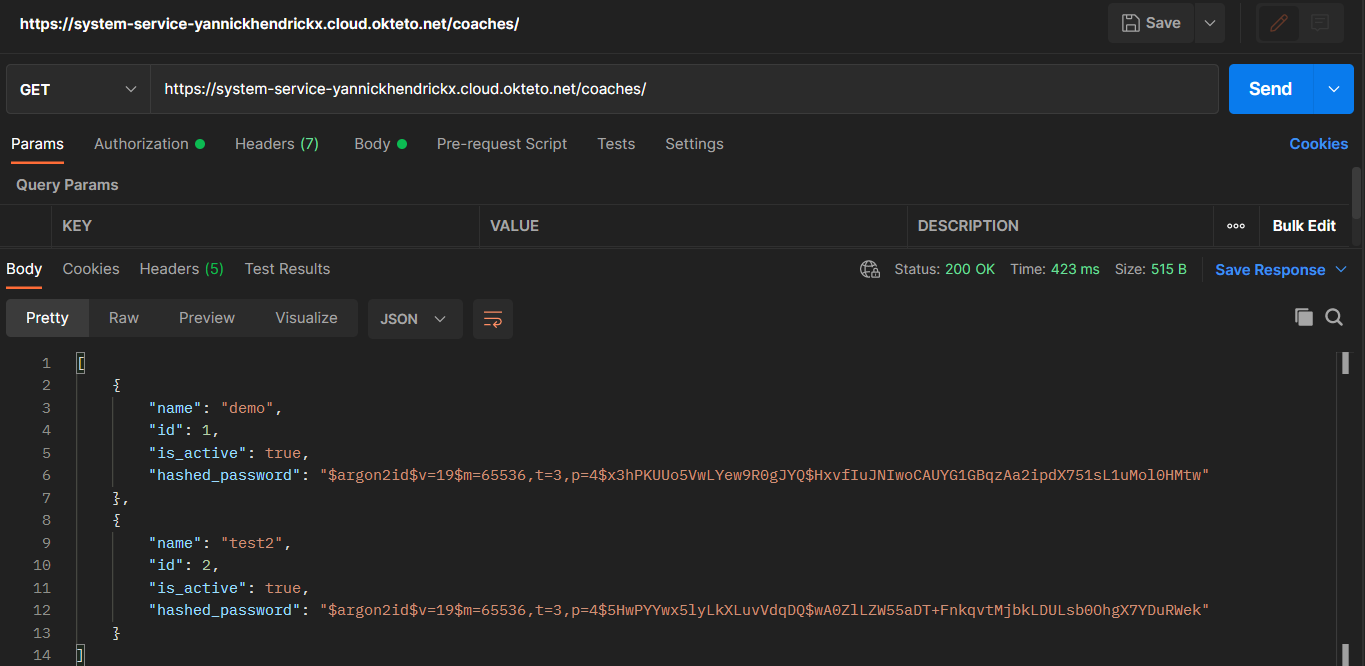 https://system-service-yannickhendrickx.cloud.okteto.net/coaches/
Save
GET
https://system-service-yannickhendrickx.cloud.okteto.net/coaches/
Send
Params Authorization Headers (7) Body Pre-request Script Tests Settings Cookies
Query Params
KEY VALUE DESCRIPTION ooo Bulk Edit
Body Cookies Headers (5) Test Results Status: 200 OK Time: 423 ms Size: 515 B Save Response
Pretty Raw Preview Visualize JSON
1 [
2 {
3 "name": "demo",
4 "id": 1,
5 "is_active": true,
6 "hashed_password": "$argon2id$v=19$m=65536,t=3,p=4$x3hPKUUo5VwLYew9R0gJYQ$HxvfIuJNIwoCAUYG1GBqzAa2ipdX751sL1uMol0HMtw"
7 },
8 {
9 "name": "test2",
10 "id": 2,
11 "is_active": true,
12 "hashed_password": "$argon2id$v=19$m=65536,t=3,p=4$5HwPYYwx5lyLkXLuvVdqDQ$wA0ZlLZW55aDT+FnkqvtMjbkLDULsb0OhgX7YDuRWek"
13 }
14 ]